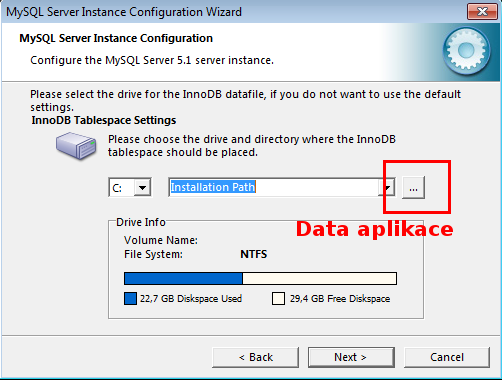 MySQL Server Instance Configuration Wizard
MySQL Server Instance Configuration
Configure the MySQL Server 5.1 server instance.
Please select the drive for the InnoDB datafile, if you do not want to use the default
settings.
InnoDB Tablespace Settings
Please choose the drive and directory where the InnoDB
tablespace should be placed.
C: Installation Path ...
Data aplikace
Drive Info
Volume Name:
File System: NTFS
22,7 GB Diskspace Used 29,4 GB Free Diskspace
< Back Next > Cancel